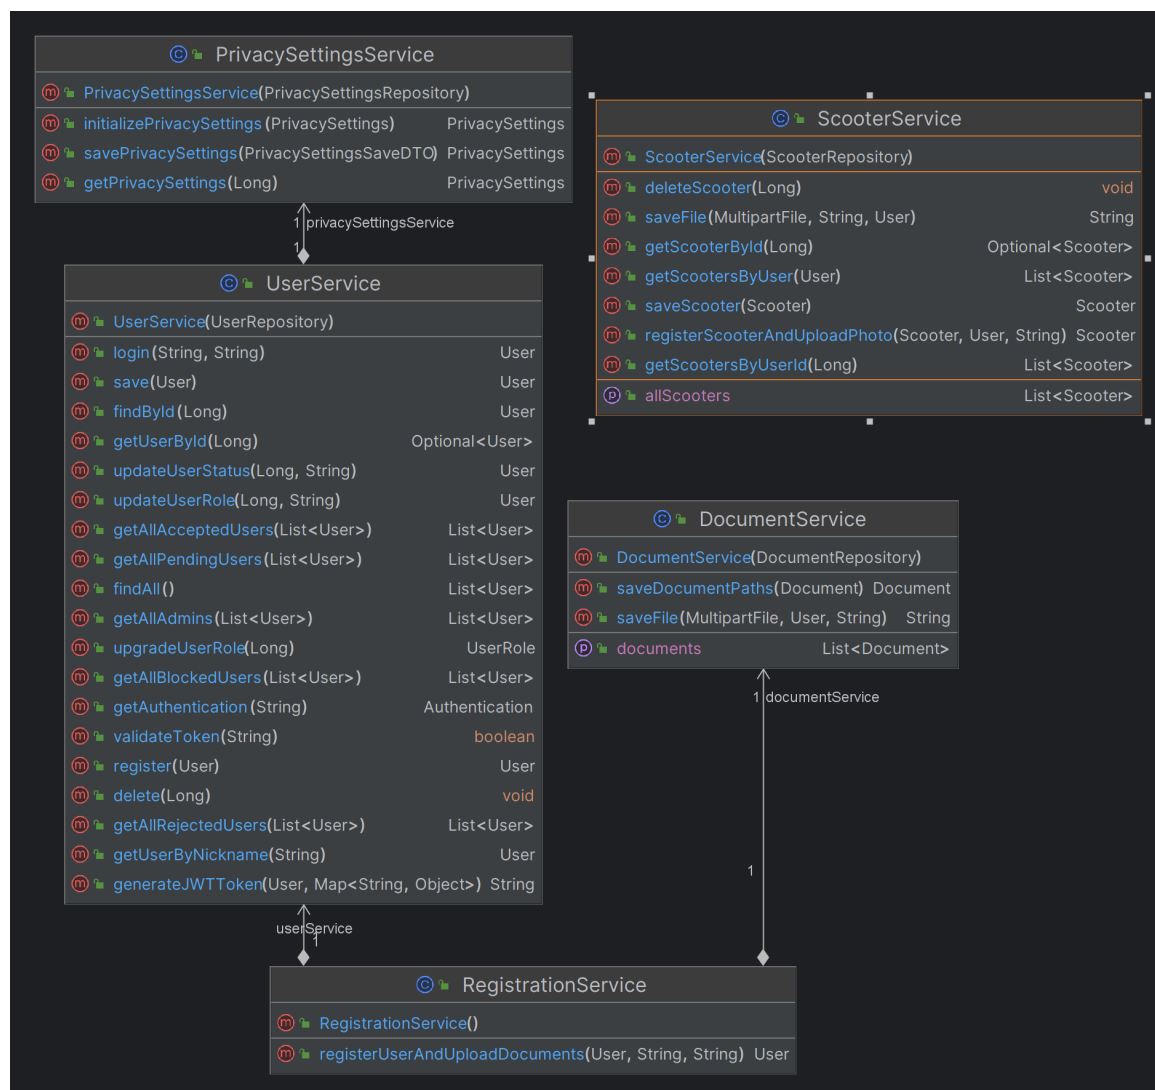 PrivacySettingsService
PrivacySettingsService(PrivacySettingsRepository)
initializePrivacySettings(PrivacySettings) PrivacySettings
savePrivacySettings(PrivacySettingsSaveDTO) PrivacySettings
getPrivacySettings(Long) PrivacySettings
1 privacySettingsService
1
UserService
UserService(UserRepository)
login(String, String) User
save(User) User
findById(Long) User
getUserById(Long) Optional<User>
updateUserStatus(Long, String) User
updateUserRole(Long, String) User
getAllAcceptedUsers(List<User>) List<User>
getAllPendingUsers(List<User>) List<User>
findAll() List<User>
getAllAdmins(List<User>) List<User>
upgradeUserRole(Long) UserRole
getAllBlockedUsers(List<User>) List<User>
getAuthentication(String) Authentication
validateToken(String) boolean
register(User) User
delete(Long) void
getAllRejectedUsers(List<User>) List<User>
getUserByNickname(String) User
generateJWTToken(User, Map<String, Object>) String
userService
1
ScooterService
ScooterService(ScooterRepository)
deleteScooter(Long) void
saveFile(MultipartFile, String, User) String
getScooterById(Long) Optional<Scooter>
getScootersByUser(User) List<Scooter>
saveScooter(Scooter) Scooter
registerScooterAndUploadPhoto(Scooter, User, String) Scooter
getScootersByUserId(Long) List<Scooter>
allScooters List<Scooter>
DocumentService
DocumentService(DocumentRepository)
saveDocumentPaths(Document) Document
saveFile(MultipartFile, User, String) String
documents List<Document>
1 documentService
1
RegistrationService
RegistrationService()
registerUserAndUploadDocuments(User, String, String) User